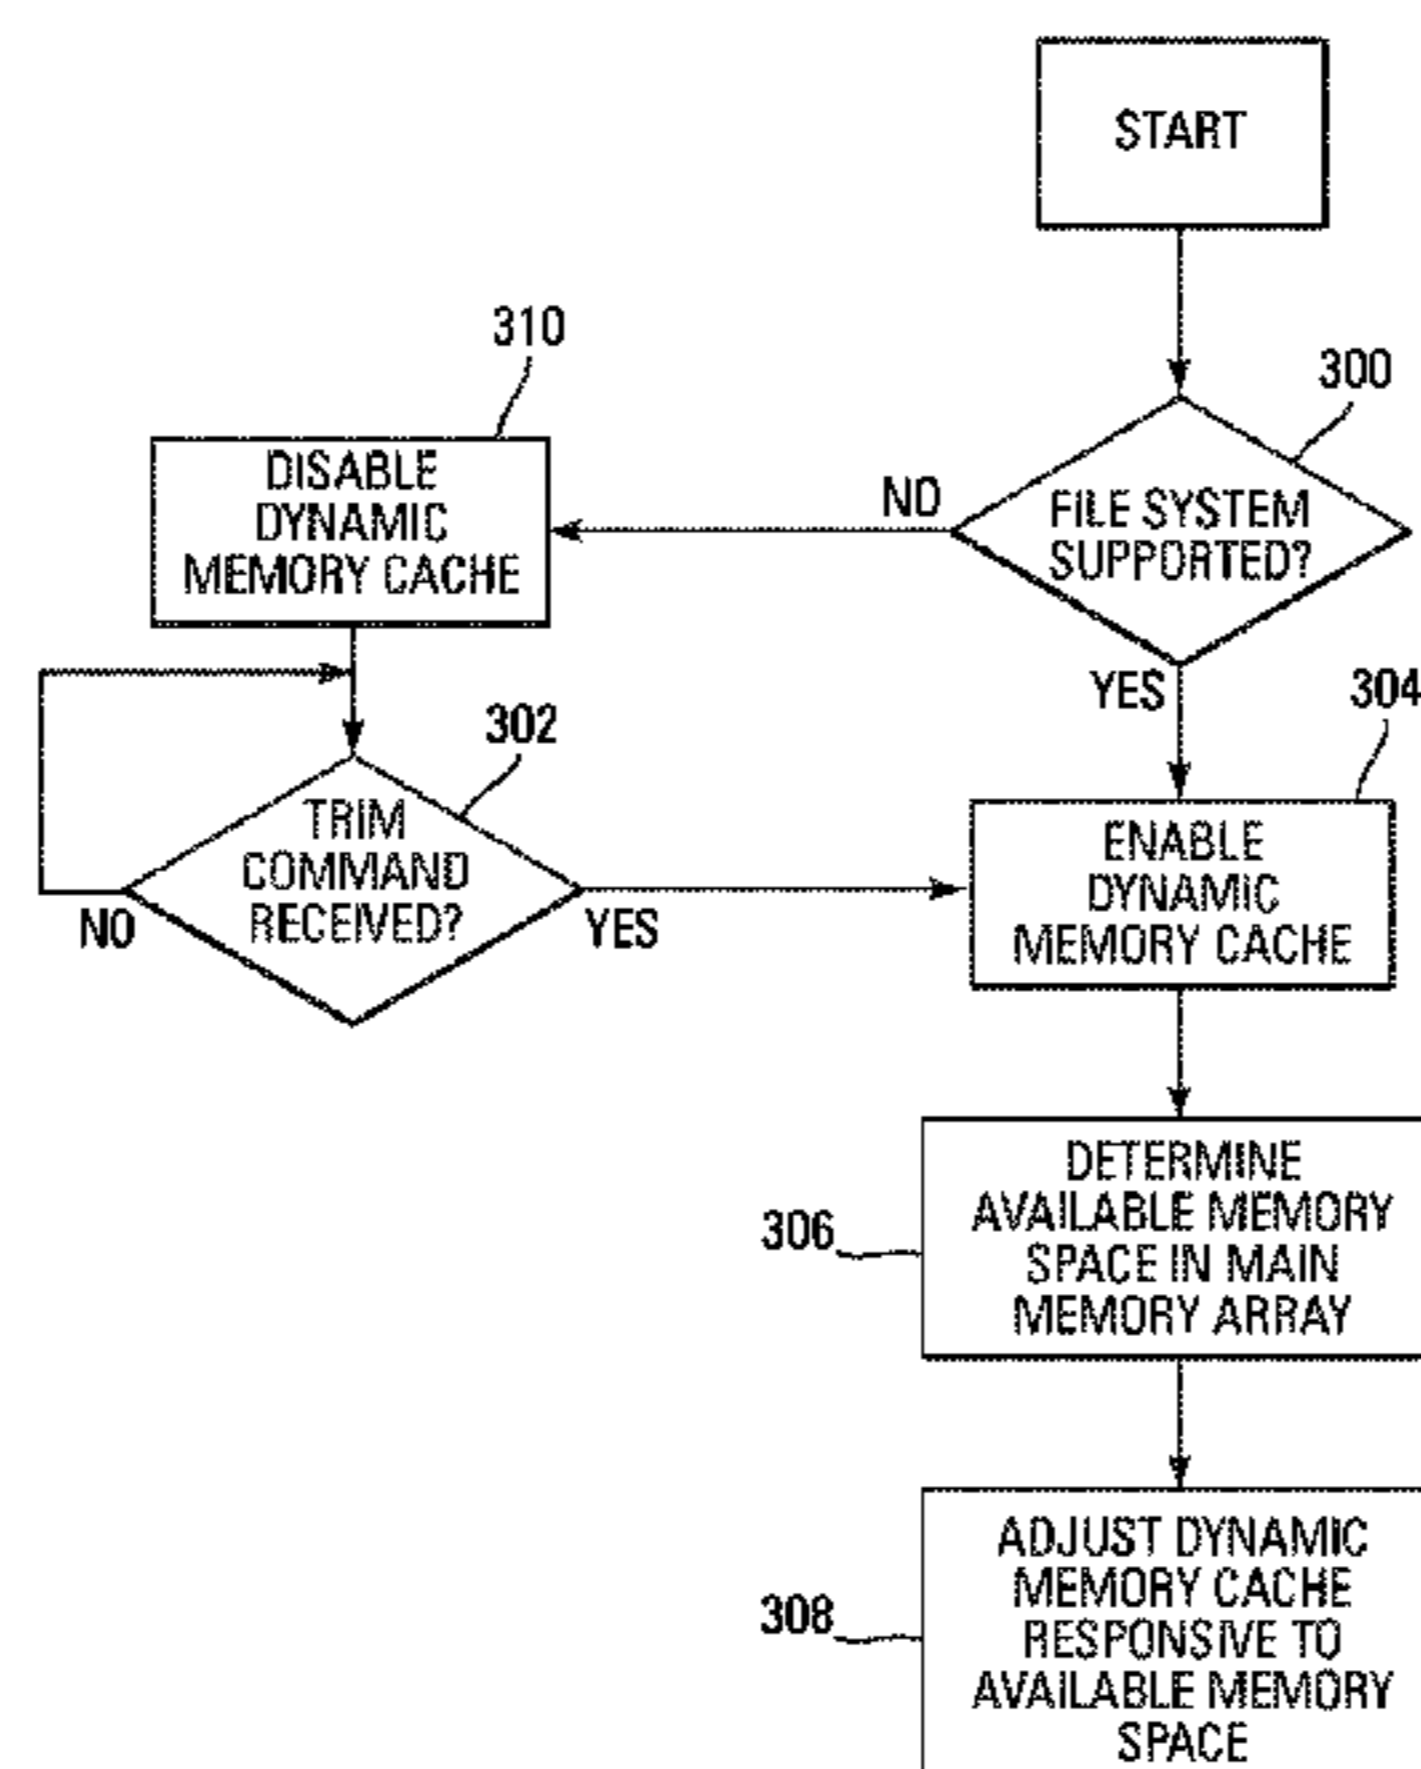 START
300
FILE SYSTEM
SUPPORTED?
NO
YES
310
DISABLE
DYNAMIC
MEMORY CACHE
302
TRIM
COMMAND
RECEIVED?
NO
YES
304
ENABLE
DYNAMIC
MEMORY CACHE
306
DETERMINE
AVAILABLE MEMORY
SPACE IN MAIN
MEMORY ARRAY
308
ADJUST DYNAMIC
MEMORY CACHE
RESPONSIVE TO
AVAILABLE MEMORY
SPACE